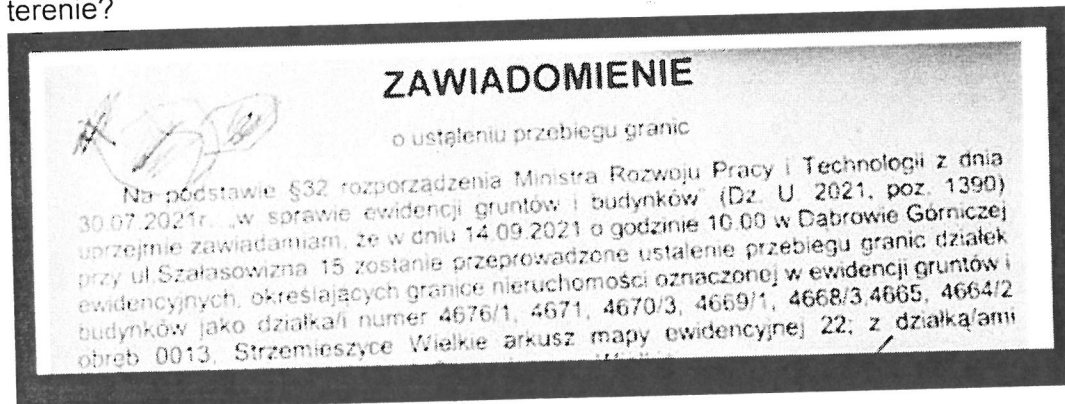 terenie?
ZAWIADOMIENIE
o ustaleniu przebiegu granic
Na podstawie §32 rozporządzenia Ministra Rozwoju Pracy i Technologii z dnia
30.07.2021r. „w sprawie ewidencji gruntów i budynków" (Dz. U 2021, poz. 1390)
uprzejmie zawiadamiam, że w dniu 14.09.2021 o godzinie 10.00 w Dąbrowie Górniczej
przy ul.Szałasowizna 15 zostanie przeprowadzone ustalenie przebiegu granic działek
ewidencyjnych, określających granice nieruchomości oznaczonej w ewidencji gruntów i
budynków jako działka/i numer 4676/1, 4671, 4670/3, 4669/1, 4668/3,4665, 4664/2
obręb 0013, Strzemieszyce Wielkie arkusz mapy ewidencyjnej 22; z działką/ami